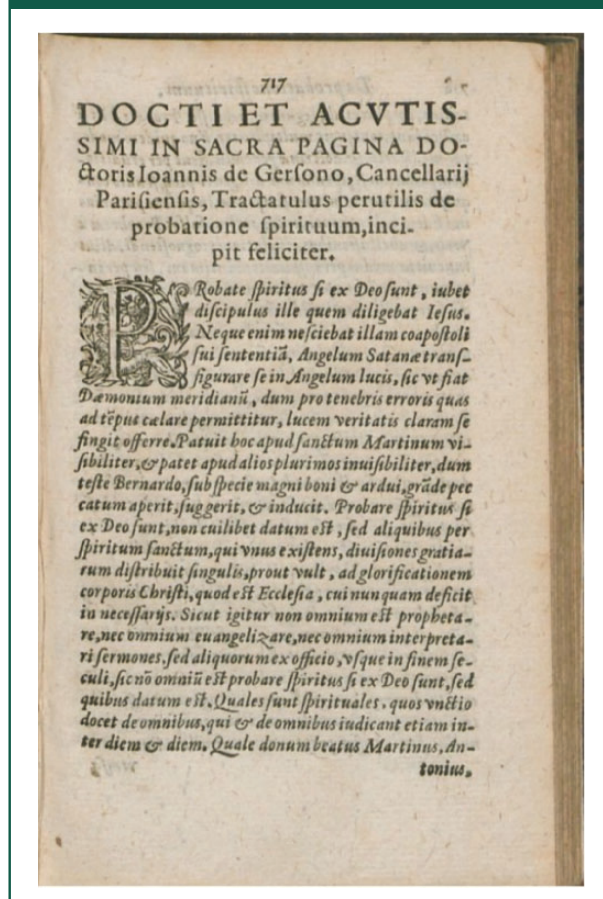 717
DOCTI ET ACVTIS-
SIMI IN SACRA PAGINA DO-
ctoris Ioannis de Gerſono, Cancellarij
Pariſienſis, Tractatulus perutilis de
probatione ſpirituum, inci-
pit feliciter.
PRobate ſpiritus ſi ex Deo ſunt, iubet
diſcipulus ille quem diligebat Ieſus.
Neque enim neſciebat illam coapoſtoli
ſui ſententiã, Angelum Satanæ tranſ-
figurare ſe in Angelum lucis, ſic vt fiat
Dæmonium meridianũ, dum pro tenebris erroris quas
ad tẽpus cælare permittitur, lucem veritatis claram ſe
fingit offerre. Patuit hoc apud ſanctum Martinum vi-
ſibiliter, & patet apud alios plurimos inuiſibiliter, dum
teſte Bernardo, ſub ſpecie magni boni & ardui, grãde pec
catum aperit, ſuggerit, & inducit. Probare ſpiritus ſi
ex Deo ſunt, non cuilibet datum eſt, ſed aliquibus per
ſpiritum ſanctum, qui vnus exiſtens, diuiſiones gratia-
rum diſtribuit ſingulis, prout vult, ad glorificationem
corporis Chriſti, quod eſt Eccleſia, cui nunquam deficit
in neceſſarijs. Sicut igitur non omnium eſt propheta-
re, nec omnium euangelizare, nec omnium interpreta-
ri ſermones. ſed aliquorum ex officio, vſque in finem ſe-
culi, ſic nõ omniũ eſt probare ſpiritus ſi ex Deo ſunt, ſed
quibus datum eſt. Quales ſunt ſpirituales. quos vnctio
docet de omnibus, qui & de omnibus iudicant etiam in-
ter diem & diem. Quale donum beatus Martinus, An-
tonius.